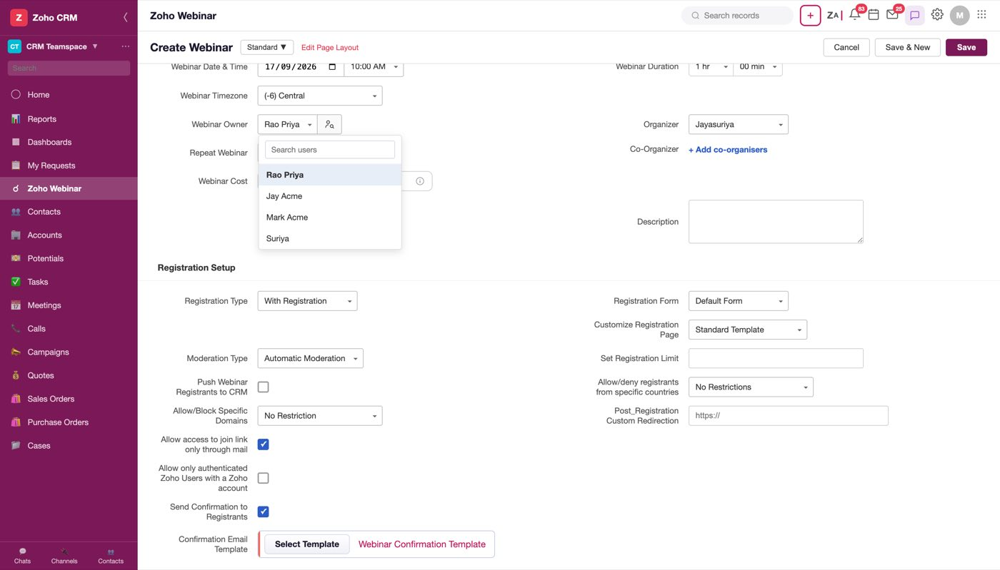 Z
Zoho CRM
CT
CRM Teamspace ▼
Search
Home
Reports
Dashboards
My Requests
Zoho Webinar
Contacts
Accounts
Potentials
Tasks
Meetings
Calls
Campaigns
Quotes
Sales Orders
Purchase Orders
Cases
Chats
Channels
Contacts
Zoho Webinar
Search records
+
ZA
83
25
M
Create Webinar
Standard ▼
Edit Page Layout
Cancel
Save & New
Save
Webinar Date & Time
17/09/2026
10:00 AM
Webinar Duration
1 hr
00 min
Webinar Timezone
(-6) Central
Webinar Owner
Rao Priya
Organizer
Jayasuriya
Search users
Rao Priya
Jay Acme
Mark Acme
Suriya
Repeat Webinar
Co-Organizer
+ Add co-organisers
Webinar Cost
Description
Registration Setup
Registration Type
With Registration
Registration Form
Default Form
Customize Registration
Page
Standard Template
Moderation Type
Automatic Moderation
Set Registration Limit
Push Webinar
Registrants to CRM
Allow/deny registrants
from specific countries
No Restrictions
Allow/Block Specific
Domains
No Restriction
Post_Registration
Custom Redirection
https://
Allow access to join link
only through mail
Allow only authenticated
Zoho Users with a Zoho
account
Send Confirmation to
Registrants
Confirmation Email
Template
Select Template
Webinar Confirmation Template